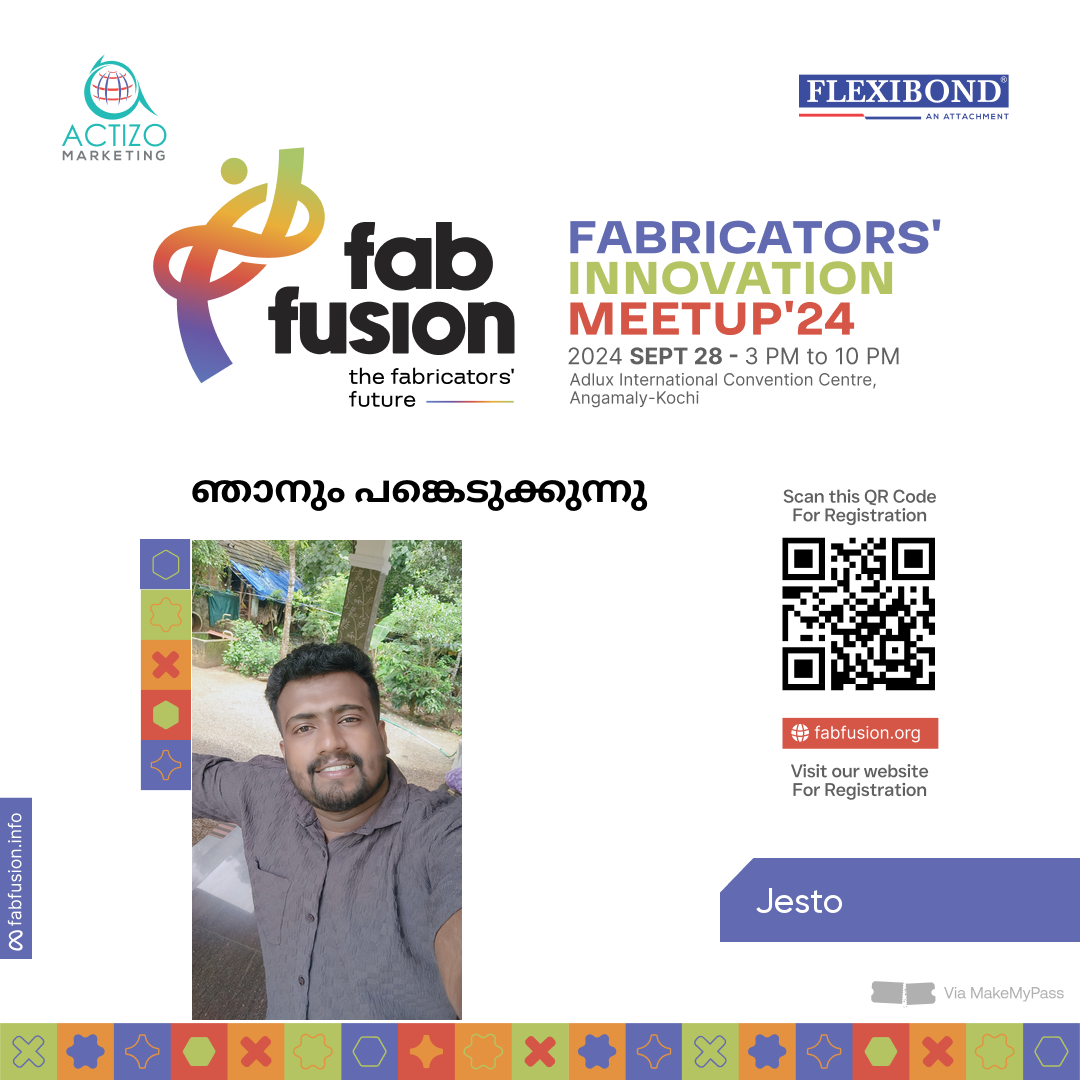 ACTIZO
MARKETING
FLEXIBOND®
AN ATTACHMENT
fab
fusion
the fabricators'
future
FABRICATORS'
INNOVATION
MEETUP'24
2024 SEPT 28 - 3 PM to 10 PM
Adlux International Convention Centre,
Angamaly-Kochi
ഞാനും പങ്കെടുക്കുന്നു
Scan this QR Code
For Registration
fabfusion.org
Visit our website
For Registration
fabfusion.info
Jesto
Via MakeMyPass